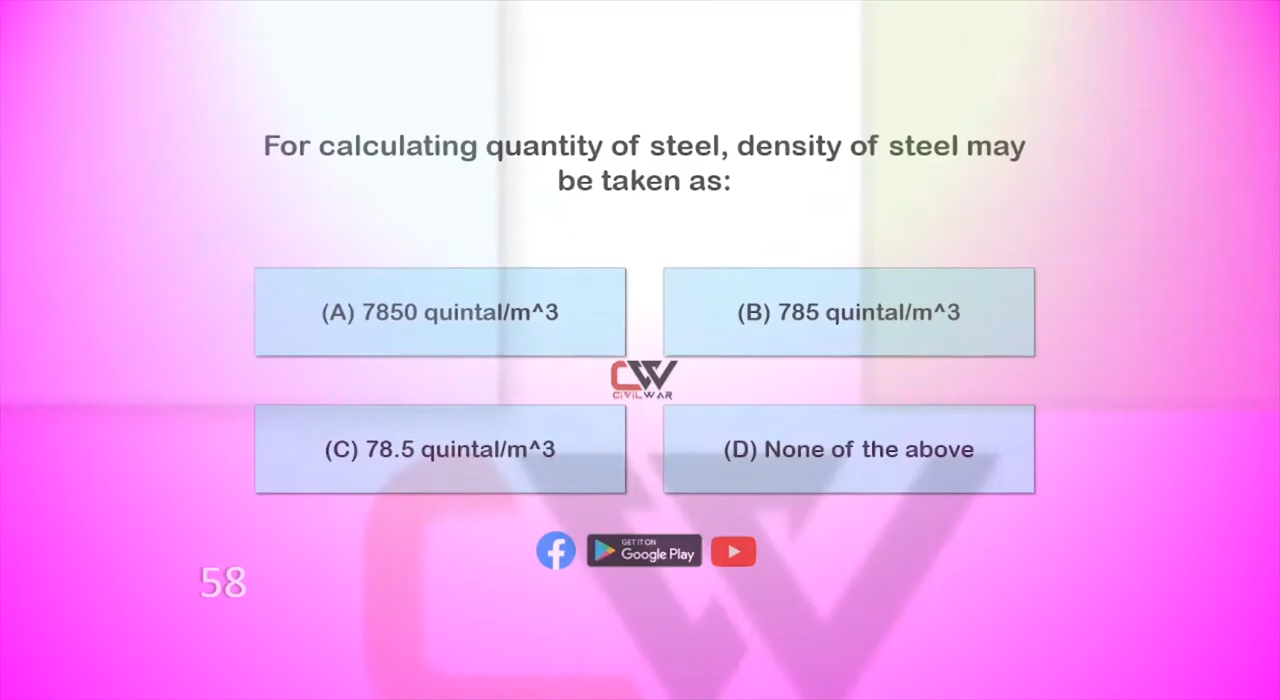 For calculating quantity of steel, density of steel may
be taken as:
(A) 7850 quintal/m^3
(B) 785 quintal/m^3
CW
CIVIL WAR
(C) 78.5 quintal/m^3
(D) None of the above
GET IT ON
Google Play
58